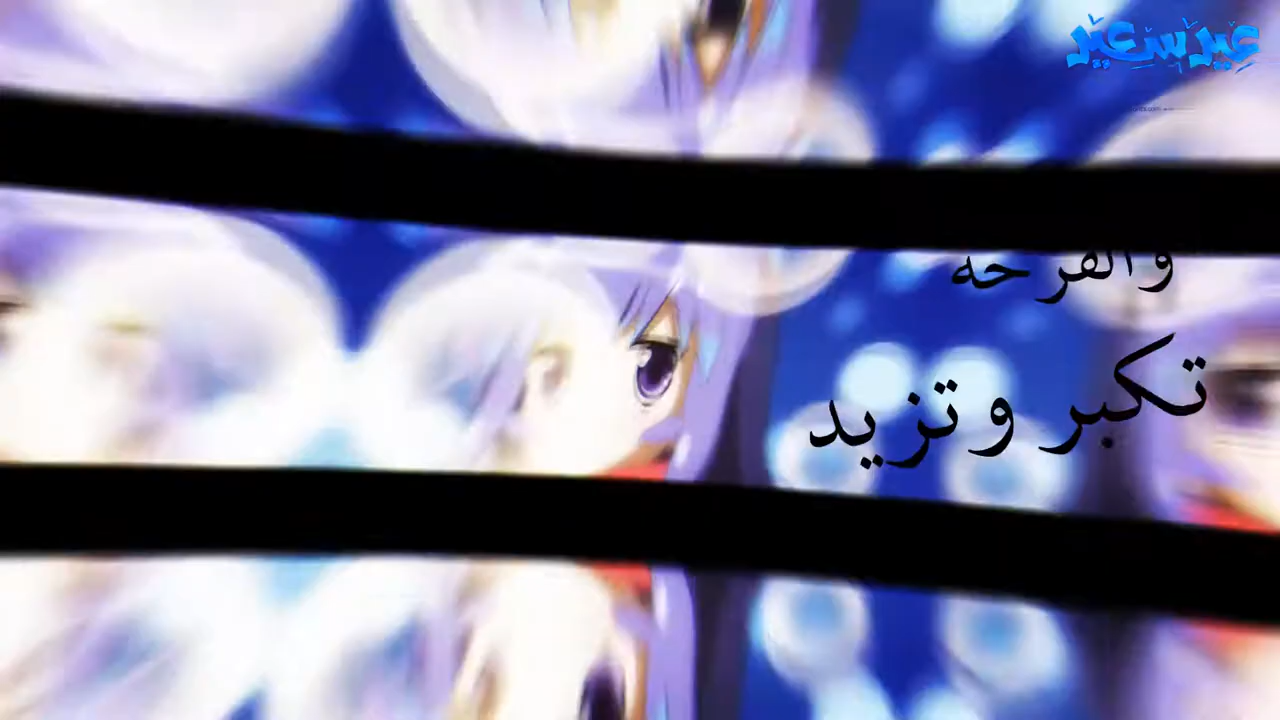 عيد سعيد
والفرحه
تكبر وتزيد